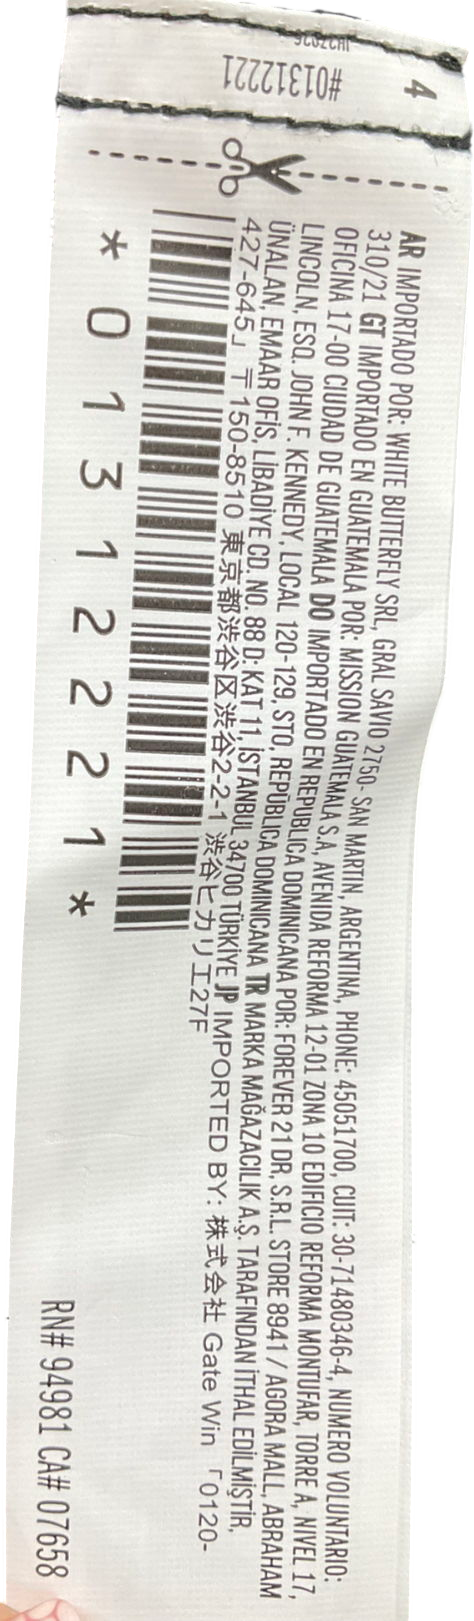 4
#01312221
AR IMPORTADO POR: WHITE BUTTERFLY SRL, GRAL SAVIO 2750- SAN MARTIN, ARGENTINA, PHONE: 45051700, CUIT: 30-71480346-4, NUMERO VOLUNTARIO:
310/21 GT IMPORTADO EN GUATEMALA POR: MISSION GUATEMALA S.A, AVENIDA REFORMA 12-01 ZONA 10 EDIFICIO REFORMA MONTUFAR, TORRE A, NIVEL 17,
OFICINA 17-00 CIUDAD DE GUATEMALA DO IMPORTADO EN REPUBLICA DOMINICANA POR: FOREVER 21 DR, S.R.L. STORE 8941 / AGORA MALL, ABRAHAM
LINCOLN, ESQ. JOHN F. KENNEDY, LOCAL 120-129, STO, REPÚBLICA DOMINICANA TR MARKA MAĞAZACILIK A.Ş. TARAFINDAN İTHAL EDİLMİŞTİR,
ÜNALAN, EMAAR OFİS, LİBADİYE CD. NO. 88 D: KAT 11, İSTANBUL 34700 TÜRKİYE JP IMPORTED BY: 株式会社 Gate Win 「0120-
427-645」 〒150-8510 東京都渋谷区渋谷2-2-1 渋谷ヒカリエ27F
*01312221*
RN# 94981 CA# 07658